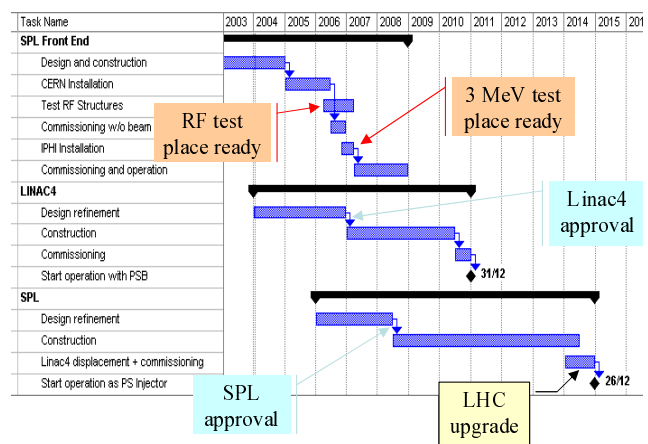 Task Name 2003 2004 2005 2006 2007 2008 2009 2010 2011 2012 2013 2014 2015 201
SPL Front End
Design and construction
CERN Installation
Test RF Structures
Commissioning w/o beam
IPHI Installation
Commissioning and operation
RF test
place ready
3 MeV test
place ready
LINAC4
Design refinement
Construction
Commissioning
Start operation with PSB 31/12
Linac4
approval
SPL
Design refinement
Construction
Linac4 displacement + commissioning
Start operation as PS Injector 26/12
SPL
approval
LHC
upgrade